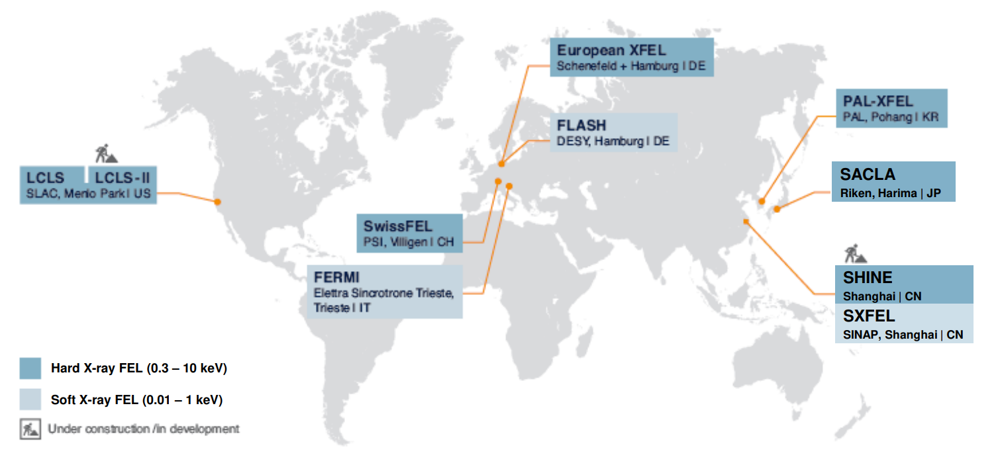 European XFEL
Schenefeld + Hamburg | DE
PAL-XFEL
PAL, Pohang | KR
FLASH
DESY, Hamburg | DE
LCLS LCLS-II
SLAC, Menlo Park | US
SACLA
Riken, Harima | JP
SwissFEL
PSI, Villigen | CH
FERMI
Elettra Sincrotrone Trieste,
Trieste | IT
SHINE
Shanghai | CN
SXFEL
SINAP, Shanghai | CN
Hard X-ray FEL (0.3 – 10 keV)
Soft X-ray FEL (0.01 – 1 keV)
Under construction /in development